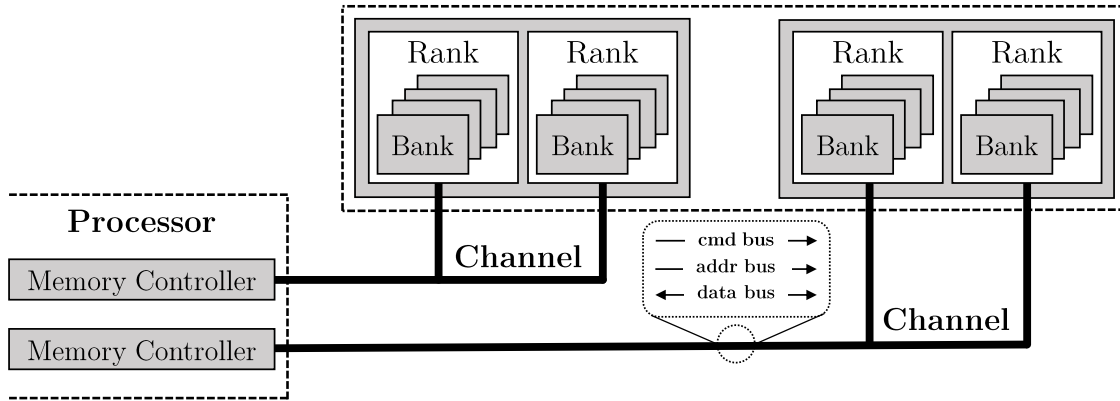 Rank
Rank
Bank
Bank
Rank
Rank
Bank
Bank
Processor
Memory Controller
Memory Controller
Channel
cmd bus
addr bus
data bus
Channel